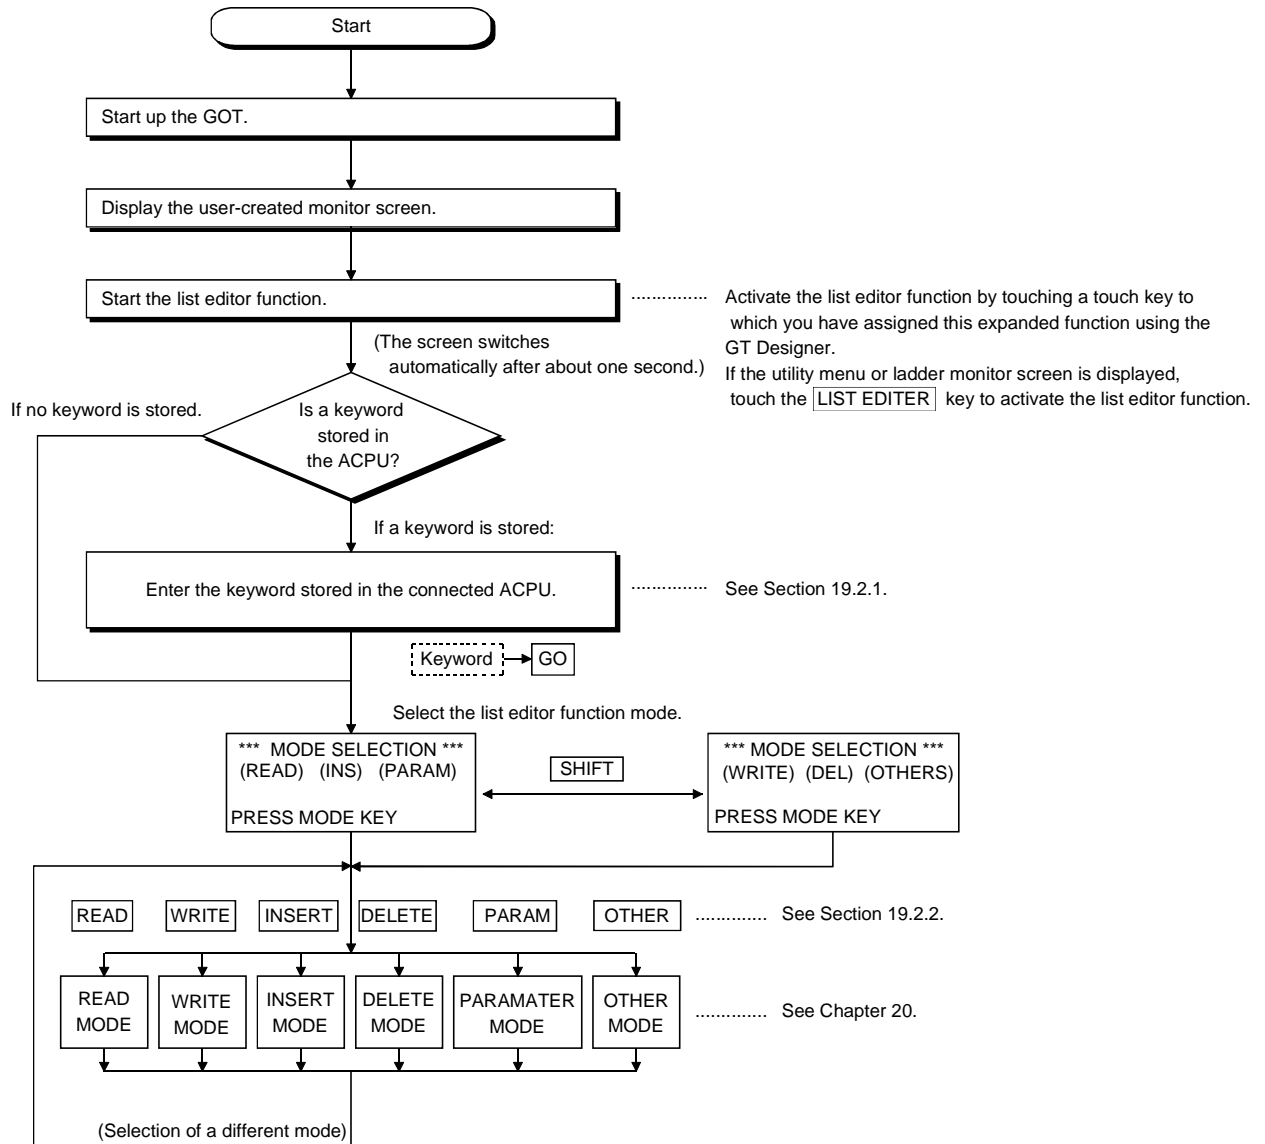 Start
Start up the GOT.
Display the user-created monitor screen.
Start the list editor function.
............... Activate the list editor function by touching a touch key to
which you have assigned this expanded function using the
GT Designer.
If the utility menu or ladder monitor screen is displayed,
touch the LIST EDITER key to activate the list editor function.
(The screen switches
automatically after about one second.)
If no keyword is stored.
Is a keyword
stored in
the ACPU?
If a keyword is stored:
Enter the keyword stored in the connected ACPU.
............... See Section 19.2.1.
Keyword GO
Select the list editor function mode.
*** MODE SELECTION ***
(READ) (INS) (PARAM)
PRESS MODE KEY
SHIFT
*** MODE SELECTION ***
(WRITE) (DEL) (OTHERS)
PRESS MODE KEY
READ WRITE INSERT DELETE PARAM OTHER .............. See Section 19.2.2.
READ
MODE
WRITE
MODE
INSERT
MODE
DELETE
MODE
PARAMATER
MODE
OTHER
MODE
.............. See Chapter 20.
(Selection of a different mode)